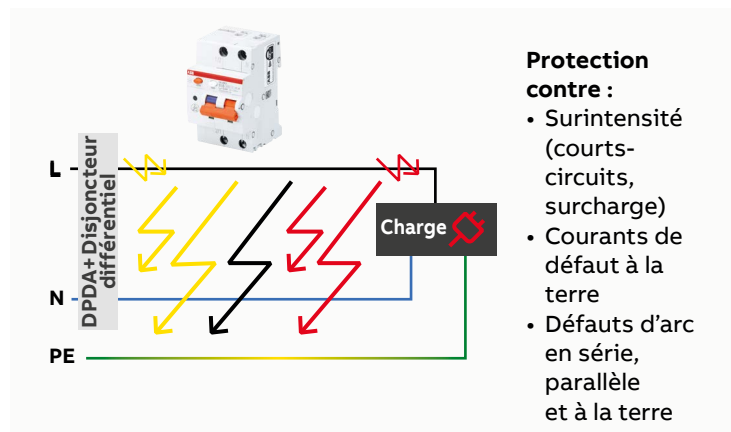 L
N
PE
DPDA+ Disjoncteur
différentiel
Charge
Protection
contre :
• Surintensité
(courts-
circuits,
surcharge)
• Courants de
défaut à la
terre
• Défauts d'arc
en série,
parallèle
et à la terre